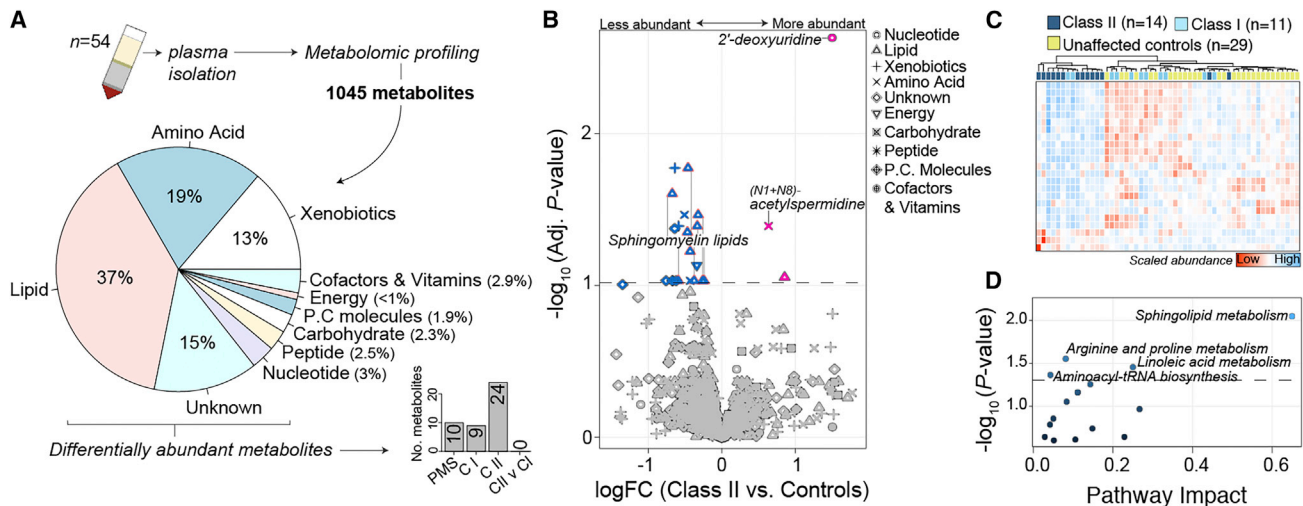 A
n=54
plasma
isolation
Metabolomic profiling
1045 metabolites
Amino Acid
19%
Xenobiotics
13%
Lipid
37%
15%
Unknown
Cofactors & Vitamins (2.9%)
Energy (<1%)
P.C molecules (1.9%)
Carbohydrate (2.3%)
Peptide (2.5%)
Nucleotide (3%)
Differentially abundant metabolites
No. metabolites
20
10
0
10
9
24
0
PMS
C I
C II
CII v CI
B
Less abundant
More abundant
2'-deoxyuridine
(N1+N8)-
acetylspermidine
Sphingomyelin lipids
-log10 (Adj. P-value)
2
1
0
-1
0
1
logFC (Class II vs. Controls)
Nucleotide
Lipid
Xenobiotics
Amino Acid
Unknown
Energy
Carbohydrate
Peptide
P.C. Molecules
Cofactors
& Vitamins
C
Class II (n=14)
Class I (n=11)
Unaffected controls (n=29)
Scaled abundance
Low
High
D
Sphingolipid metabolism
Arginine and proline metabolism
Linoleic acid metabolism
Aminoacyl-tRNA biosynthesis
-log10 (P-value)
2.0
1.5
1.0
0.0
0.2
0.4
0.6
Pathway Impact